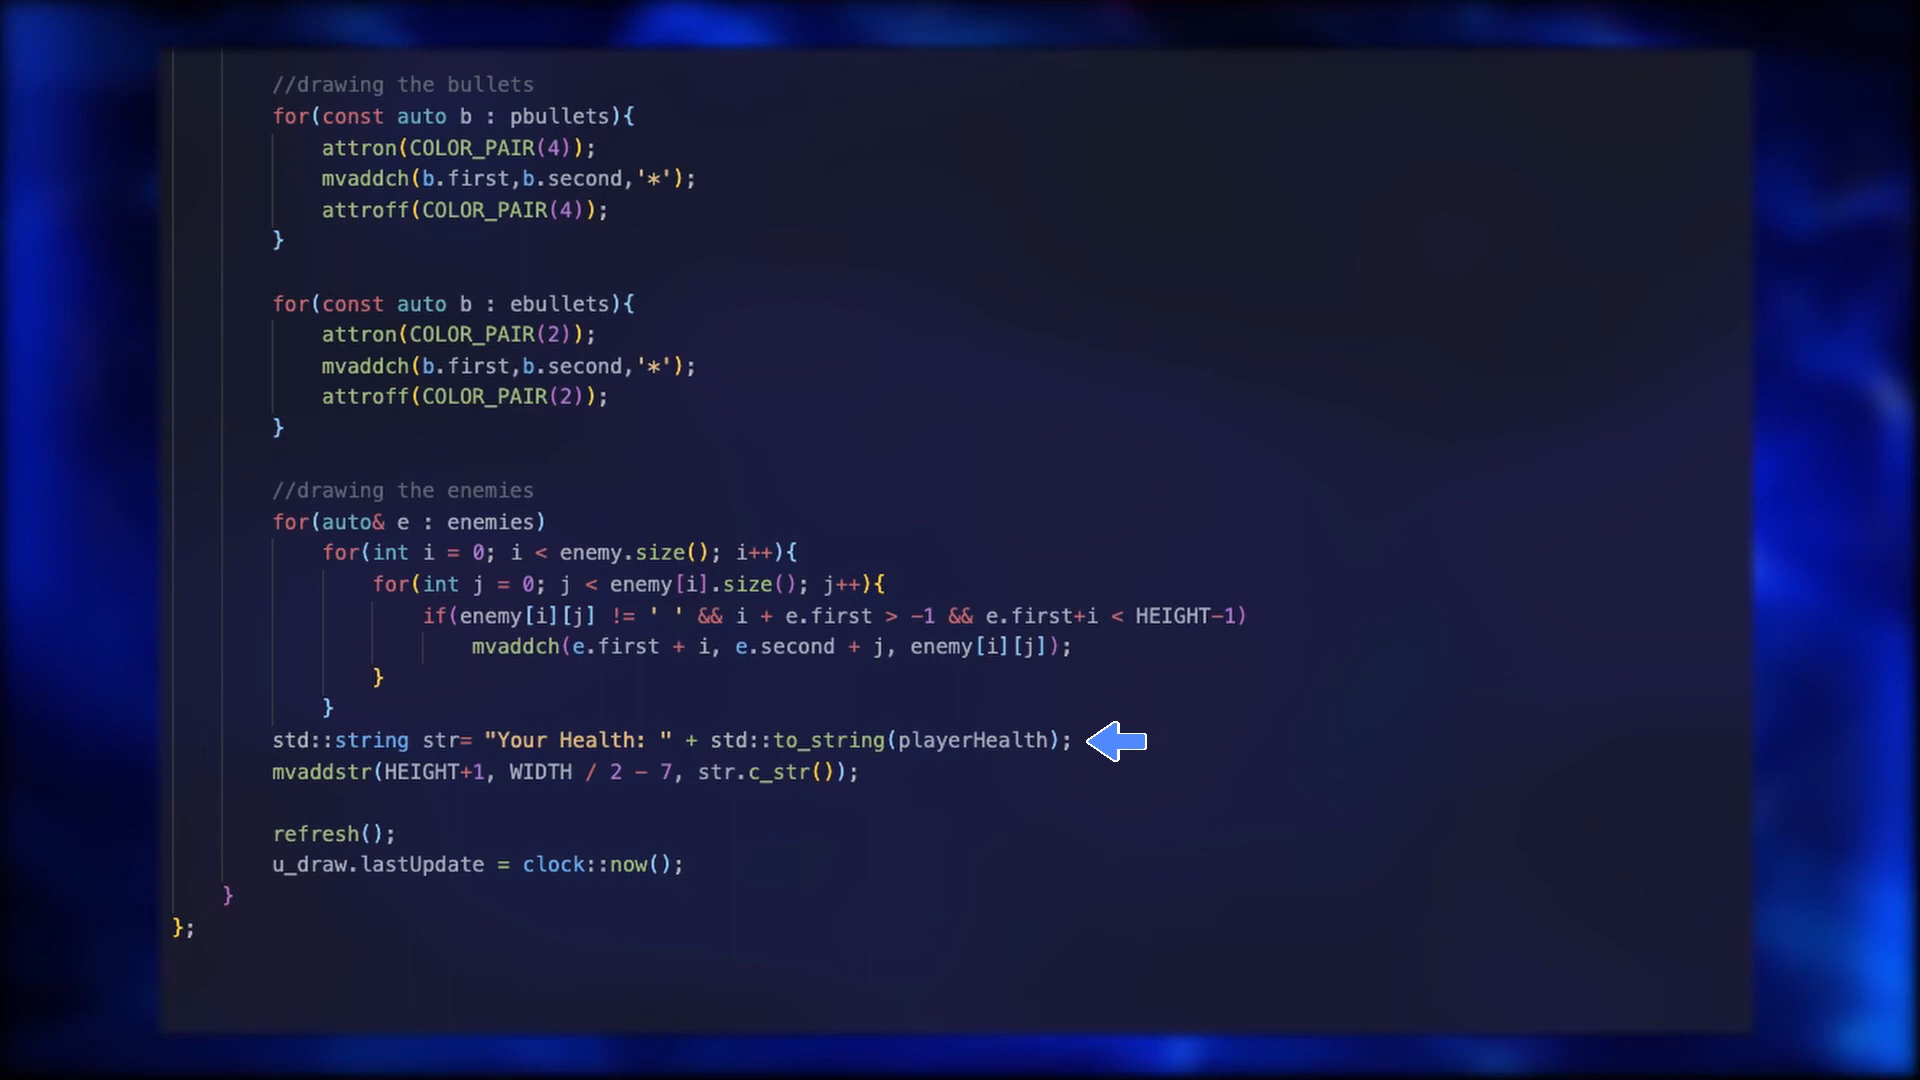 //drawing the bullets
for(const auto b : pbullets){
attron(COLOR_PAIR(4));
mvaddch(b.first,b.second,'*');
attroff(COLOR_PAIR(4));
}
for(const auto b : ebullets){
attron(COLOR_PAIR(2));
mvaddch(b.first,b.second,'*');
attroff(COLOR_PAIR(2));
}
//drawing the enemies
for(auto& e : enemies)
for(int i = 0; i < enemy.size(); i++){
for(int j = 0; j < enemy[i].size(); j++){
if(enemy[i][j] != ' ' && i + e.first > -1 && e.first+i < HEIGHT-1)
mvaddch(e.first + i, e.second + j, enemy[i][j]);
}
}
std::string str= "Your Health: " + std::to_string(playerHealth);
mvaddstr(HEIGHT+1, WIDTH / 2 - 7, str.c_str());
refresh();
u_draw.lastUpdate = clock::now();
}
};